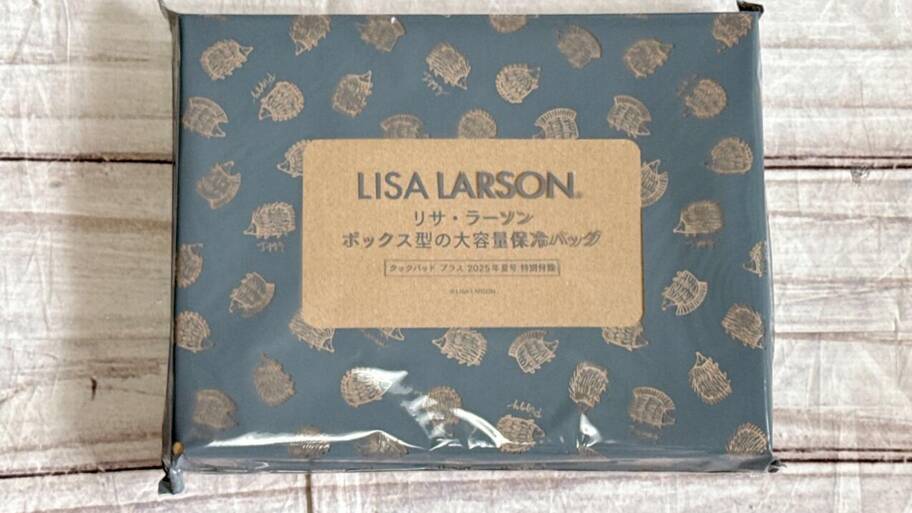 LISA LARSON®
リサ・ラーソン
ボックス型の大容量保冷バッグ
クックパッド プラス 2025年夏号 特別付録
©LISA LARSON